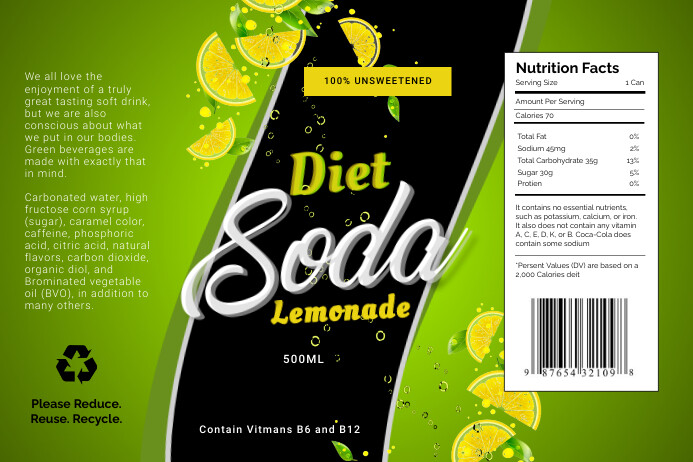 We all love the
enjoyment of a truly
great tasting soft drink,
but we are also
conscious about what
we put in our bodies.
Green beverages are
made with exactly that
in mind.
Carbonated water, high
fructose corn syrup
(sugar), caramel color,
caffeine, phosphoric
acid, citric acid, natural
flavors, carbon dioxide,
organic diol, and
Brominated vegetable
oil (BVO), in addition to
many others.
Please Reduce.
Reuse. Recycle.
100% UNSWEETENED
Diet
Soda
Lemonade
500ML
Contain Vitmans B6 and B12
Nutrition Facts
Serving Size 1 Can
Amount Per Serving
Calories 70
Total Fat 0%
Sodium 45mg 2%
Total Carbohydrate 35g 13%
Sugar 30g 5%
Protien 0%
It contains no essential nutrients,
such as potassium, calcium, or iron.
It also does not contain any vitamin
A, C, E, D, K, or B. Coca-Cola does
contain some sodium
*Persent Values (DV) are based on a
2,000 Calories deit
9 87654 32109 8